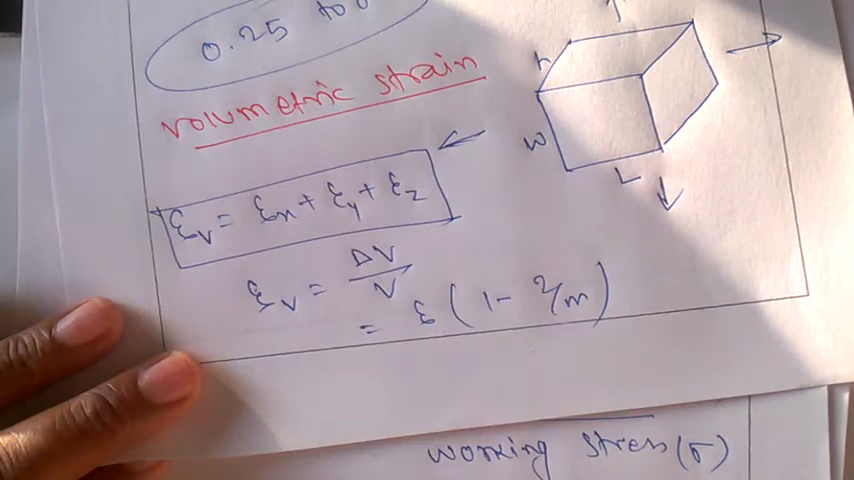 0.25 to
volumetric strain
h
W
L
εv = εx + εy + εz
εv = ΔV/V
= ε (1 - 2/m)
working stress (σ)